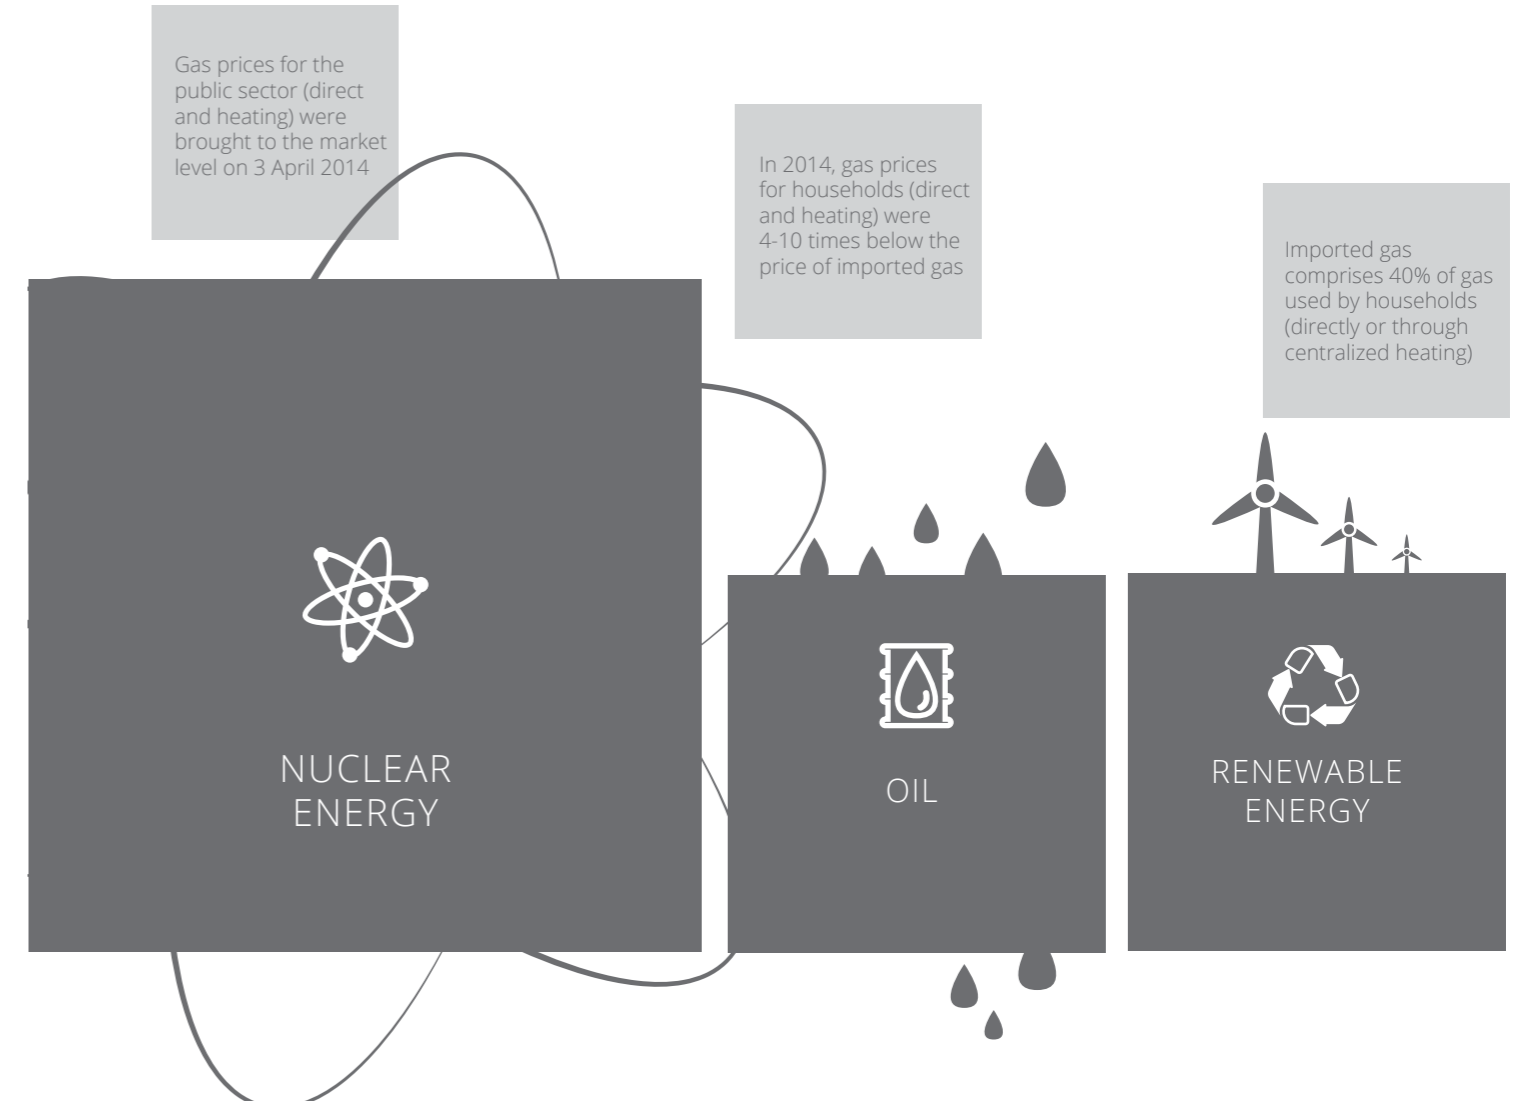 Gas prices for the
public sector (direct
and heating) were
brought to the market
level on 3 April 2014
In 2014, gas prices
for households (direct
and heating) were
4-10 times below the
price of imported gas
Imported gas
comprises 40% of gas
used by households
(directly or through
centralized heating)
NUCLEAR
ENERGY
OIL
RENEWABLE
ENERGY